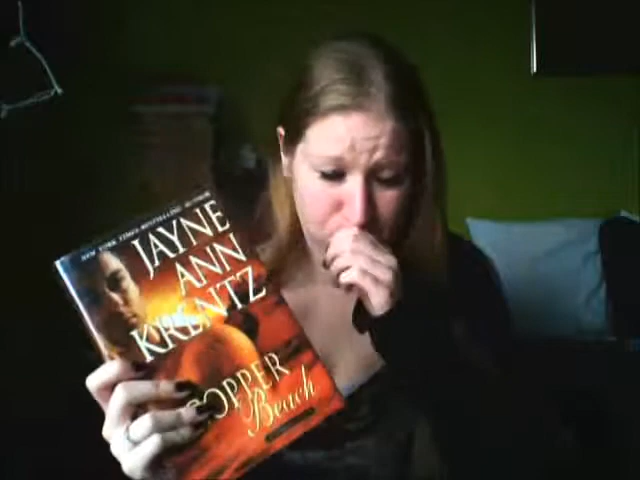 NEW YORK TIMES BESTSELLING AUTHOR
JAYNE
ANN
KRENTZ
COPPER
Beach